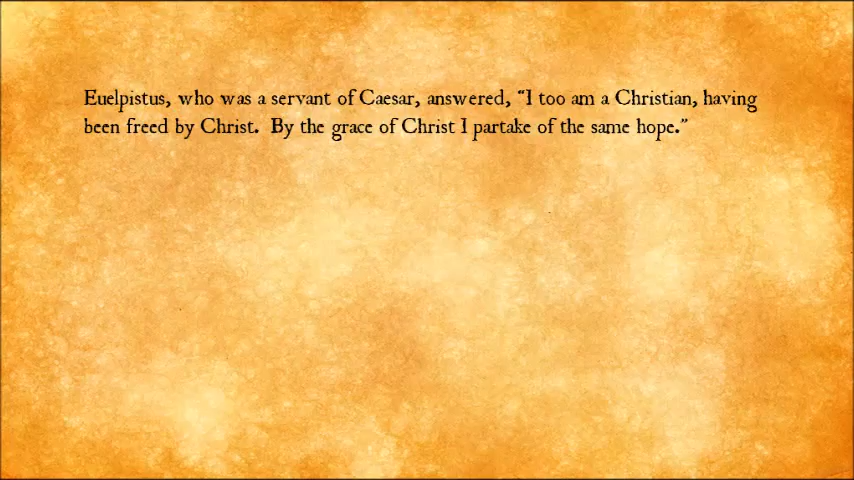 Euelpistus, who was a servant of Caesar, answered, “I too am a Christian, having
been freed by Christ.  By the grace of Christ I partake of the same hope.”